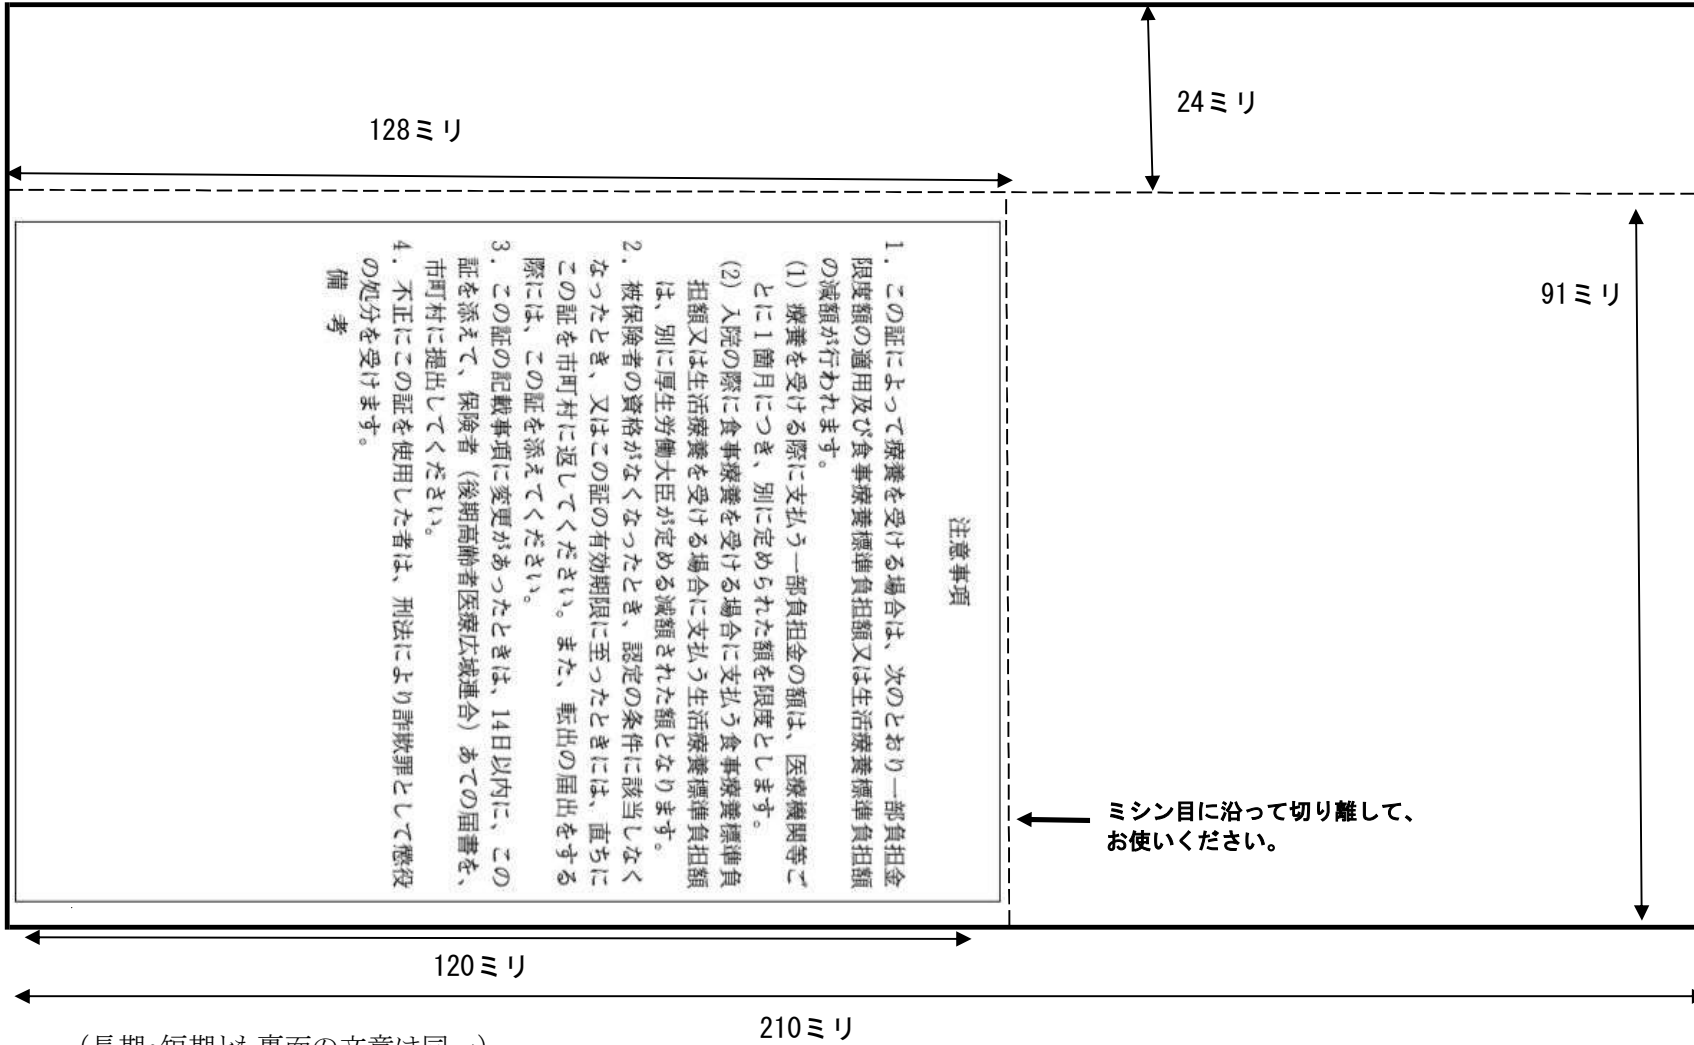 24ミリ
128ミリ
91ミリ
注意事項
1．この証によって療養を受ける場合は、次のとおり一部負担金
限度額の適用及び食事療養標準負担額又は生活療養標準負担額
の減額が行われます。
(1) 療養を受ける際に支払う一部負担金の額は、医療機関等ご
とに１箇月につき、別に定められた額を限度とします。
(2) 入院の際に食事療養を受ける場合に支払う食事療養標準負
担額又は生活療養を受ける場合に支払う生活療養標準負担額
は、別に厚生労働大臣が定める減額された額となります。
2．被保険者の資格がなくなったとき、認定の条件に該当しなく
なったとき、又はこの証の有効期限に至ったときには、直ちに
この証を市町村に返してください。また、転出の届出をする
際には、この証を添えてください。
3．この証の記載事項に変更があったときは、14日以内に、この
証を添えて、保険者（後期高齢者医療広域連合）あての届書を、
市町村に提出してください。
4．不正にこの証を使用した者は、刑法により詐欺罪として懲役
の処分を受けます。
備　考
ミシン目に沿って切り離して、
お使いください。
120ミリ
210ミリ
(長期・短期とも裏面の文章は同一)